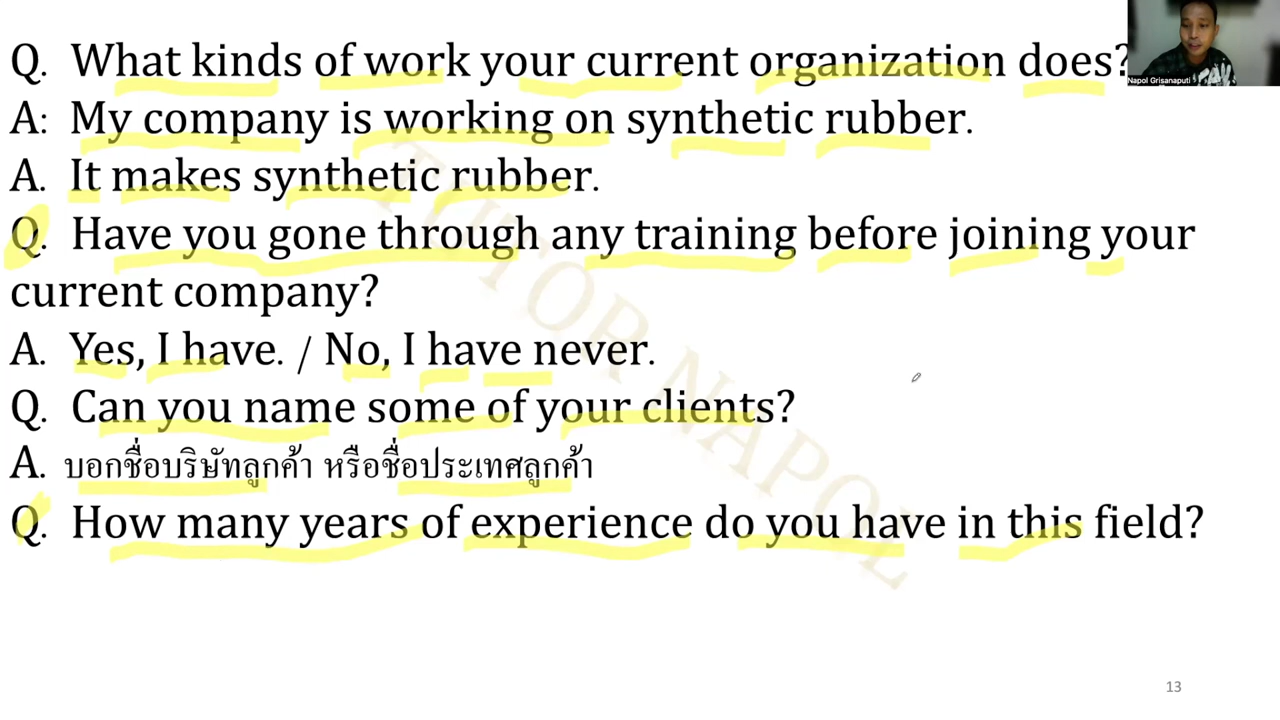 Q. What kinds of work your current organization does?
Napol Grisanaputi
A: My company is working on synthetic rubber.
A. It makes synthetic rubber.
Q. Have you gone through any training before joining your
current company?
A. Yes, I have. / No, I have never.
Q. Can you name some of your clients?
A. บอกชื่อบริษัทลูกค้า หรือชื่อประเทศลูกค้า
Q. How many years of experience do you have in this field?
TUTOR NAPOL
13